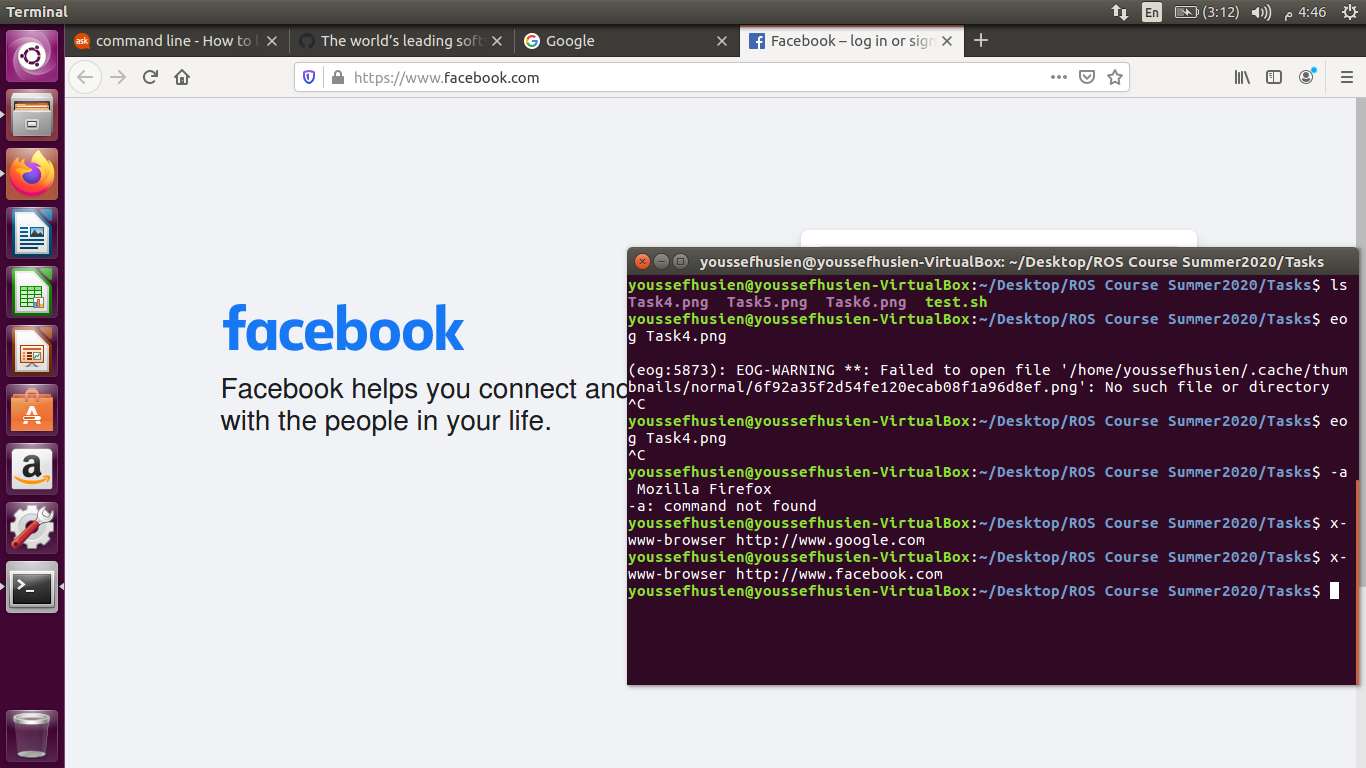 Terminal
En
(3:12)
4:46 م
ask
command line - How to l
The world’s leading soft
Google
Facebook – log in or sign
https://www.facebook.com
facebook
Facebook helps you connect and
with the people in your life.
youssefhusien@youssefhusien-VirtualBox: ~/Desktop/ROS Course Summer2020/Tasks
youssefhusien@youssefhusien-VirtualBox:~/Desktop/ROS Course Summer2020/Tasks$ ls
Task4.png  Task5.png  Task6.png  test.sh
youssefhusien@youssefhusien-VirtualBox:~/Desktop/ROS Course Summer2020/Tasks$ eo
g Task4.png
(eog:5873): EOG-WARNING **: Failed to open file '/home/youssefhusien/.cache/thum
bnails/normal/6f92a35f2d54fe120ecab08f1a96d8ef.png': No such file or directory
^C
youssefhusien@youssefhusien-VirtualBox:~/Desktop/ROS Course Summer2020/Tasks$ eo
g Task4.png
^C
youssefhusien@youssefhusien-VirtualBox:~/Desktop/ROS Course Summer2020/Tasks$ -a
 Mozilla Firefox
-a: command not found
youssefhusien@youssefhusien-VirtualBox:~/Desktop/ROS Course Summer2020/Tasks$ x-
www-browser http://www.google.com
youssefhusien@youssefhusien-VirtualBox:~/Desktop/ROS Course Summer2020/Tasks$ x-
www-browser http://www.facebook.com
youssefhusien@youssefhusien-VirtualBox:~/Desktop/ROS Course Summer2020/Tasks$